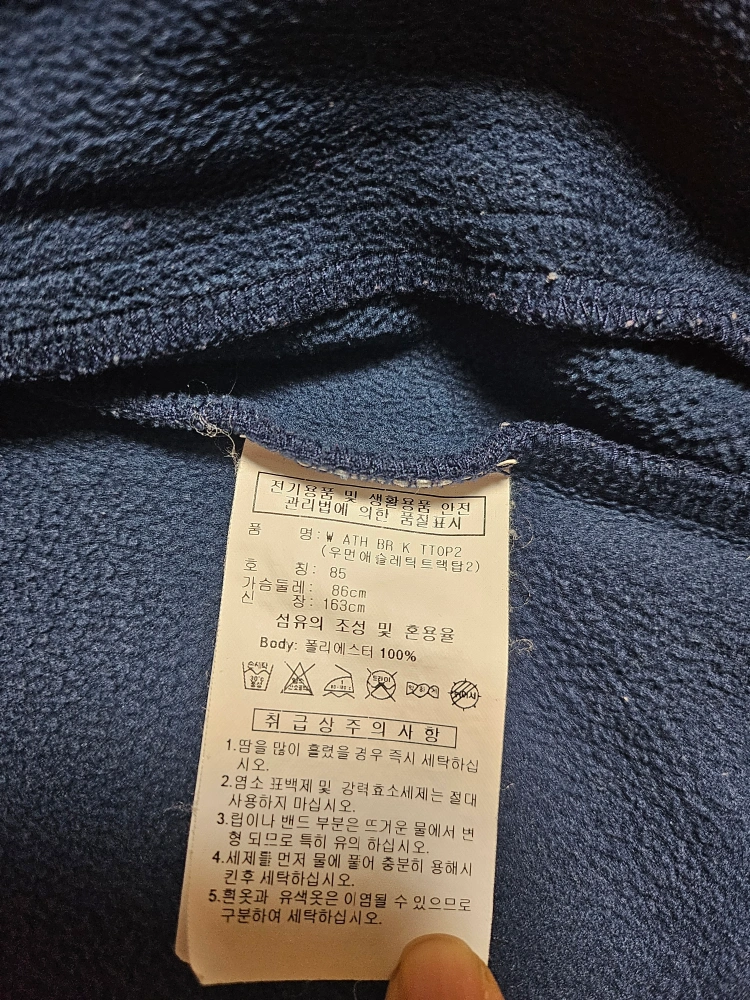 전기용품 및 생활용품 안전
관리법에 의한 품질표시
품 명: W ATH BR K TTOP2
(우먼애슬레틱트랙탑2)
호 칭: 85
가슴둘레: 86cm
신 장: 163cm
섬유의 조성 및 혼용율
Body: 폴리에스터 100%
손세탁
30℃
중성
드라이
취급상주의사항
1.땀을 많이 흘렸을 경우 즉시 세탁하십
시오.
2.염소 표백제 및 강력효소세제는 절대
사용하지 마십시오.
3.립이나 밴드 부분은 뜨거운 물에서 변
형 되므로 특히 유의 하십시오.
4.세제를 먼저 물에 풀어 충분히 용해시
킨후 세탁하십시오.
5.흰옷과 유색옷은 이염될 수 있으므로
구분하여 세탁하십시오.